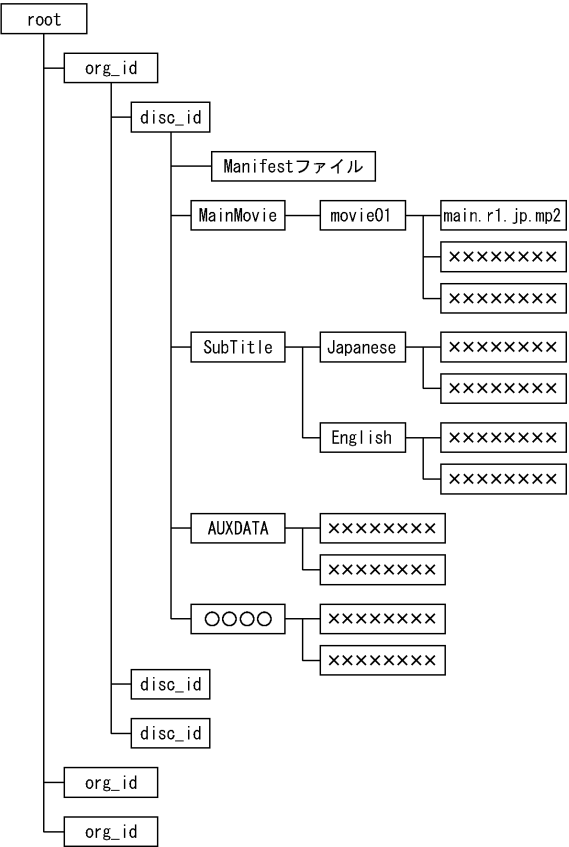 root
org_id
disc_id
Manifestファイル
MainMovie movie01 main.r1.jp.mp2
××××××××
××××××××
SubTitle Japanese ××××××××
××××××××
English ××××××××
××××××××
AUXDATA ××××××××
××××××××
○○○○ ××××××××
××××××××
disc_id
disc_id
org_id
org_id